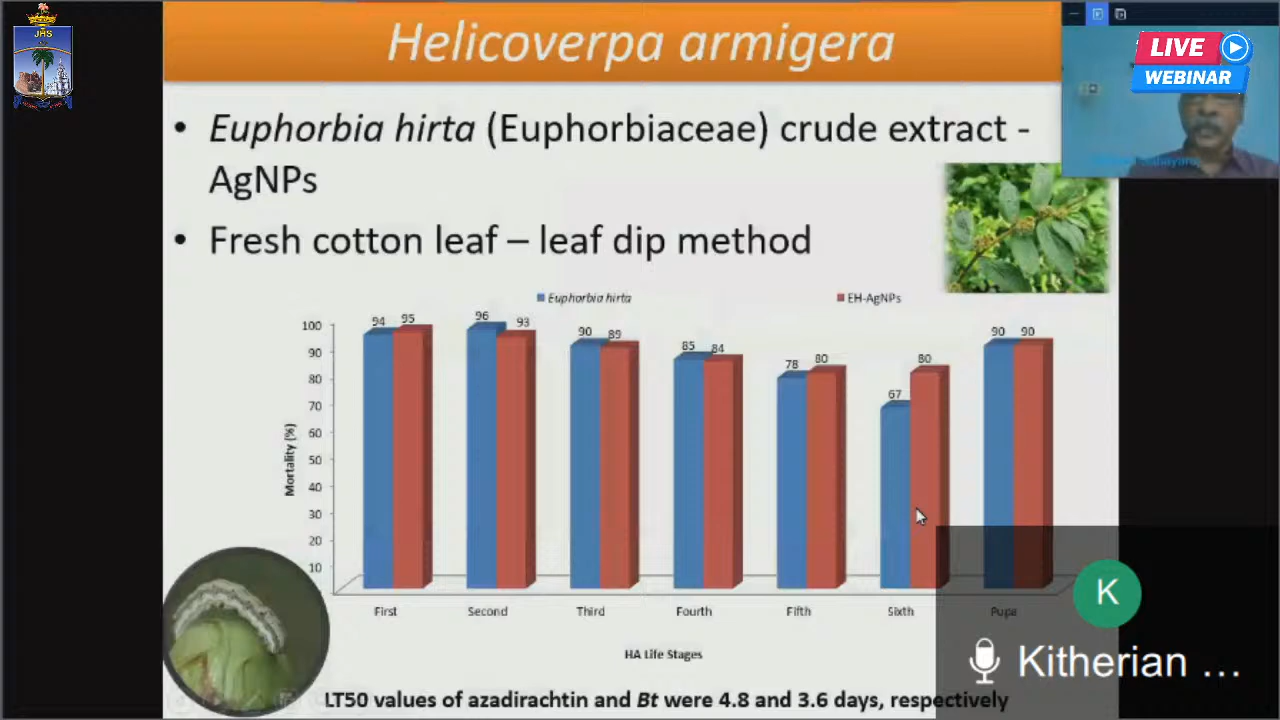 JHS
Helicoverpa armigera
LIVE
WEBINAR
• Euphorbia hirta (Euphorbiaceae) crude extract -
AgNPs
• Fresh cotton leaf – leaf dip method
Euphorbia hirta EH-AgNPs
Mortality (%)
100
90
80
70
60
50
40
30
20
10
94 95 96 93 90 89 85 84 78 80 67 80 90 90
First Second Third Fourth Fifth Sixth Pupa
HA Life Stages
K
Kitherian ...
LT50 values of azadirachtin and Bt were 4.8 and 3.6 days, respectively